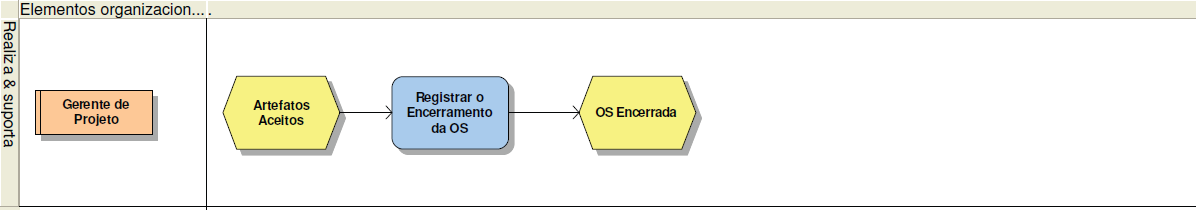 Elementos organizacion... .
Realiza & suporta
Gerente de
Projeto
Artefatos
Aceitos
Registrar o
Encerramento
da OS
OS Encerrada